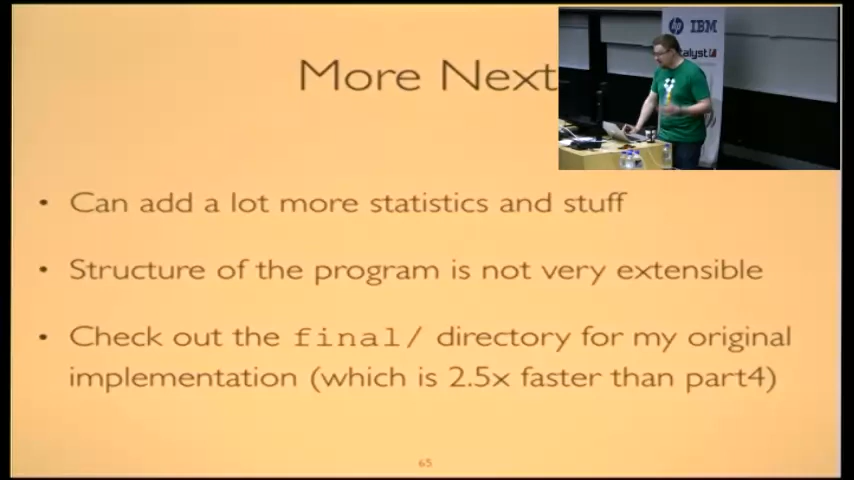 More Next
IBM
• Can add a lot more statistics and stuff
• Structure of the program is not very extensible
• Check out the final/ directory for my original
implementation (which is 2.5x faster than part4)
65